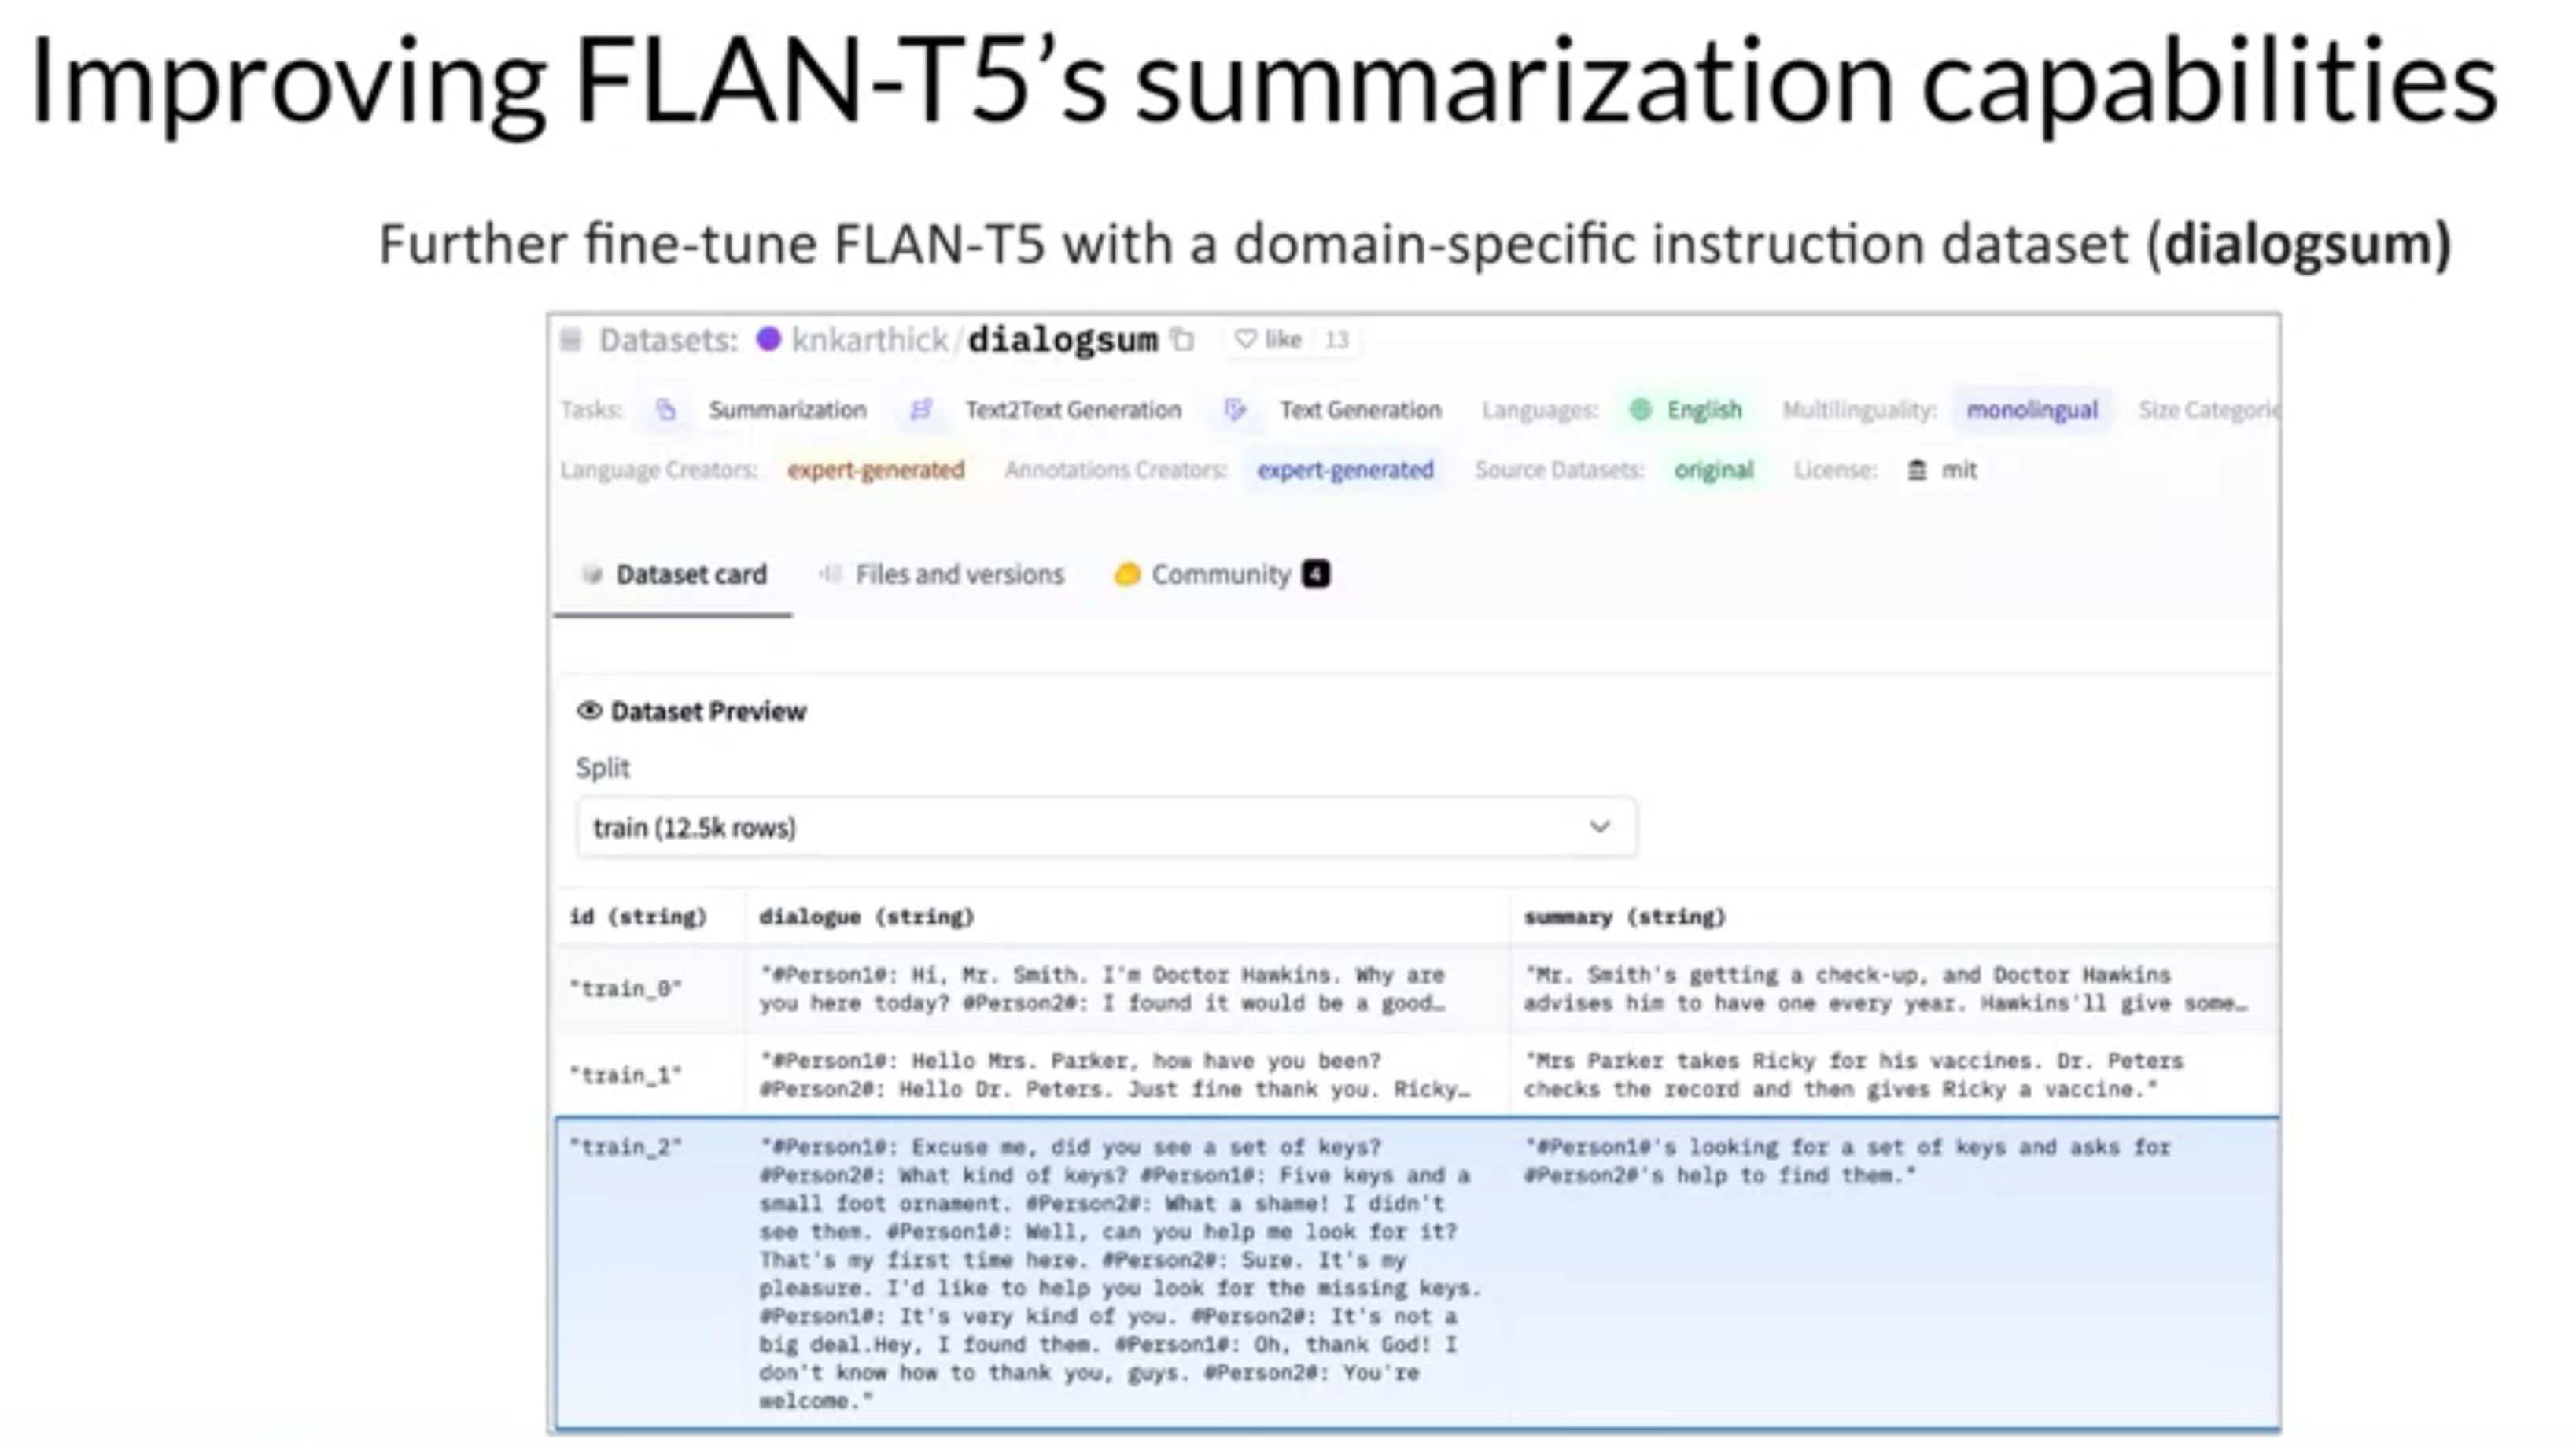 Improving FLAN-T5’s summarization capabilities
Further fine-tune FLAN-T5 with a domain-specific instruction dataset (dialogsum)
Datasets: knkarthick/dialogsum like 13
Tasks: Summarization Text2Text Generation Text Generation Languages: English Multilinguality: monolingual Size Categorie
Language Creators: expert-generated Annotations Creators: expert-generated Source Datasets: original License: mit
Dataset card Files and versions Community 4
Dataset Preview
Split
train (12.5k rows)
id (string) dialogue (string) summary (string)
"train_0"
"#Person1#: Hi, Mr. Smith. I'm Doctor Hawkins. Why are
you here today? #Person2#: I found it would be a good…
"Mr. Smith's getting a check-up, and Doctor Hawkins
advises him to have one every year. Hawkins'll give some…
"train_1"
"#Person1#: Hello Mrs. Parker, how have you been?
#Person2#: Hello Dr. Peters. Just fine thank you. Ricky…
"Mrs Parker takes Ricky for his vaccines. Dr. Peters
checks the record and then gives Ricky a vaccine."
"train_2"
"#Person1#: Excuse me, did you see a set of keys?
#Person2#: What kind of keys? #Person1#: Five keys and a
small foot ornament. #Person2#: What a shame! I didn't
see them. #Person1#: Well, can you help me look for it?
That's my first time here. #Person2#: Sure. It's my
pleasure. I'd like to help you look for the missing keys.
#Person1#: It's very kind of you. #Person2#: It's not a
big deal.Hey, I found them. #Person1#: Oh, thank God! I
don't know how to thank you, guys. #Person2#: You're
welcome."
"#Person1#'s looking for a set of keys and asks for
#Person2#'s help to find them."